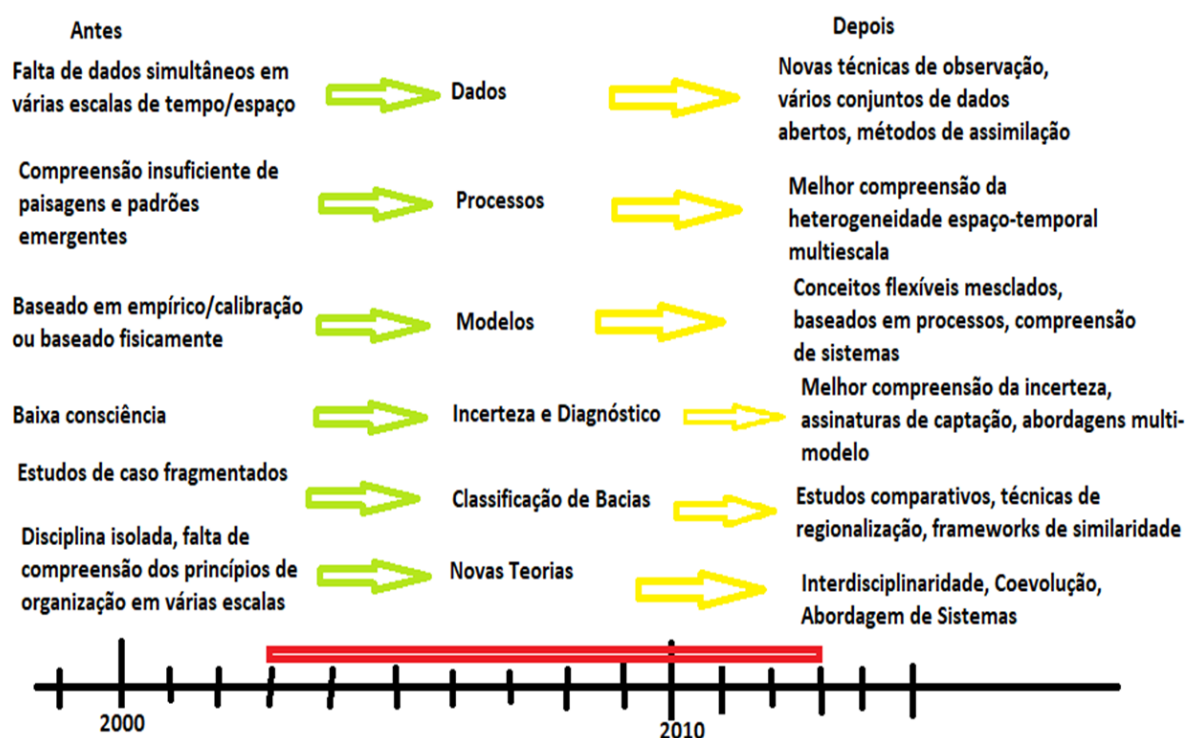 Antes
Depois
Falta de dados simultâneos em
várias escalas de tempo/espaço
Dados
Novas técnicas de observação,
vários conjuntos de dados
abertos, métodos de assimilação
Compreensão insuficiente de
paisagens e padrões
emergentes
Processos
Melhor compreensão da
heterogeneidade espaço-temporal
multiescala
Baseado em empírico/calibração
ou baseado fisicamente
Modelos
Conceitos flexíveis mesclados,
baseados em processos, compreensão
de sistemas
Baixa consciência
Incerteza e Diagnóstico
Melhor compreensão da incerteza,
assinaturas de captação, abordagens multi-
modelo
Estudos de caso fragmentados
Classificação de Bacias
Estudos comparativos, técnicas de
regionalização, frameworks de similaridade
Disciplina isolada, falta de
compreensão dos princípios de
organização em várias escalas
Novas Teorias
Interdisciplinaridade, Coevolução,
Abordagem de Sistemas
2000
2010